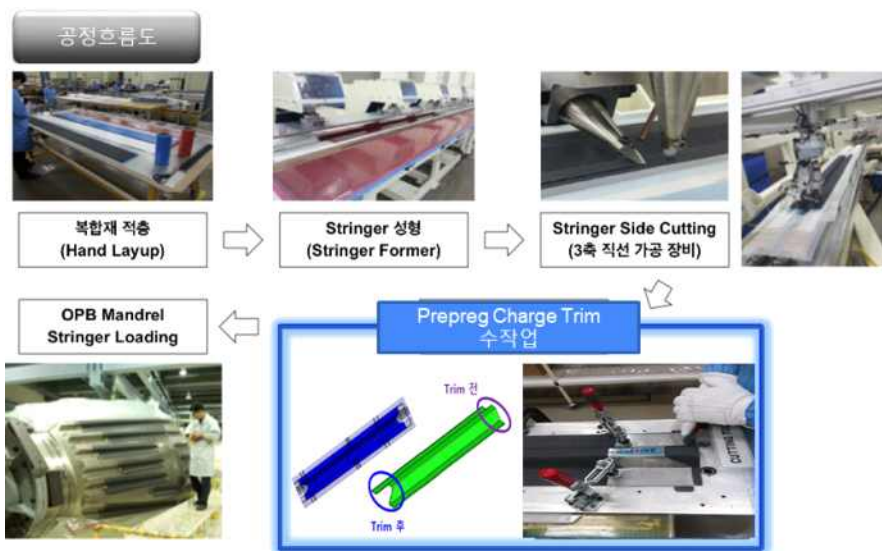 공정흐름도
복합재 적층
(Hand Layup)
Stringer 성형
(Stringer Former)
Stringer Side Cutting
(3축 직선 가공 장비)
Prepreg Charge Trim
수작업
OPB Mandrel
Stringer Loading
Trim 전
Trim 후
CUTTING